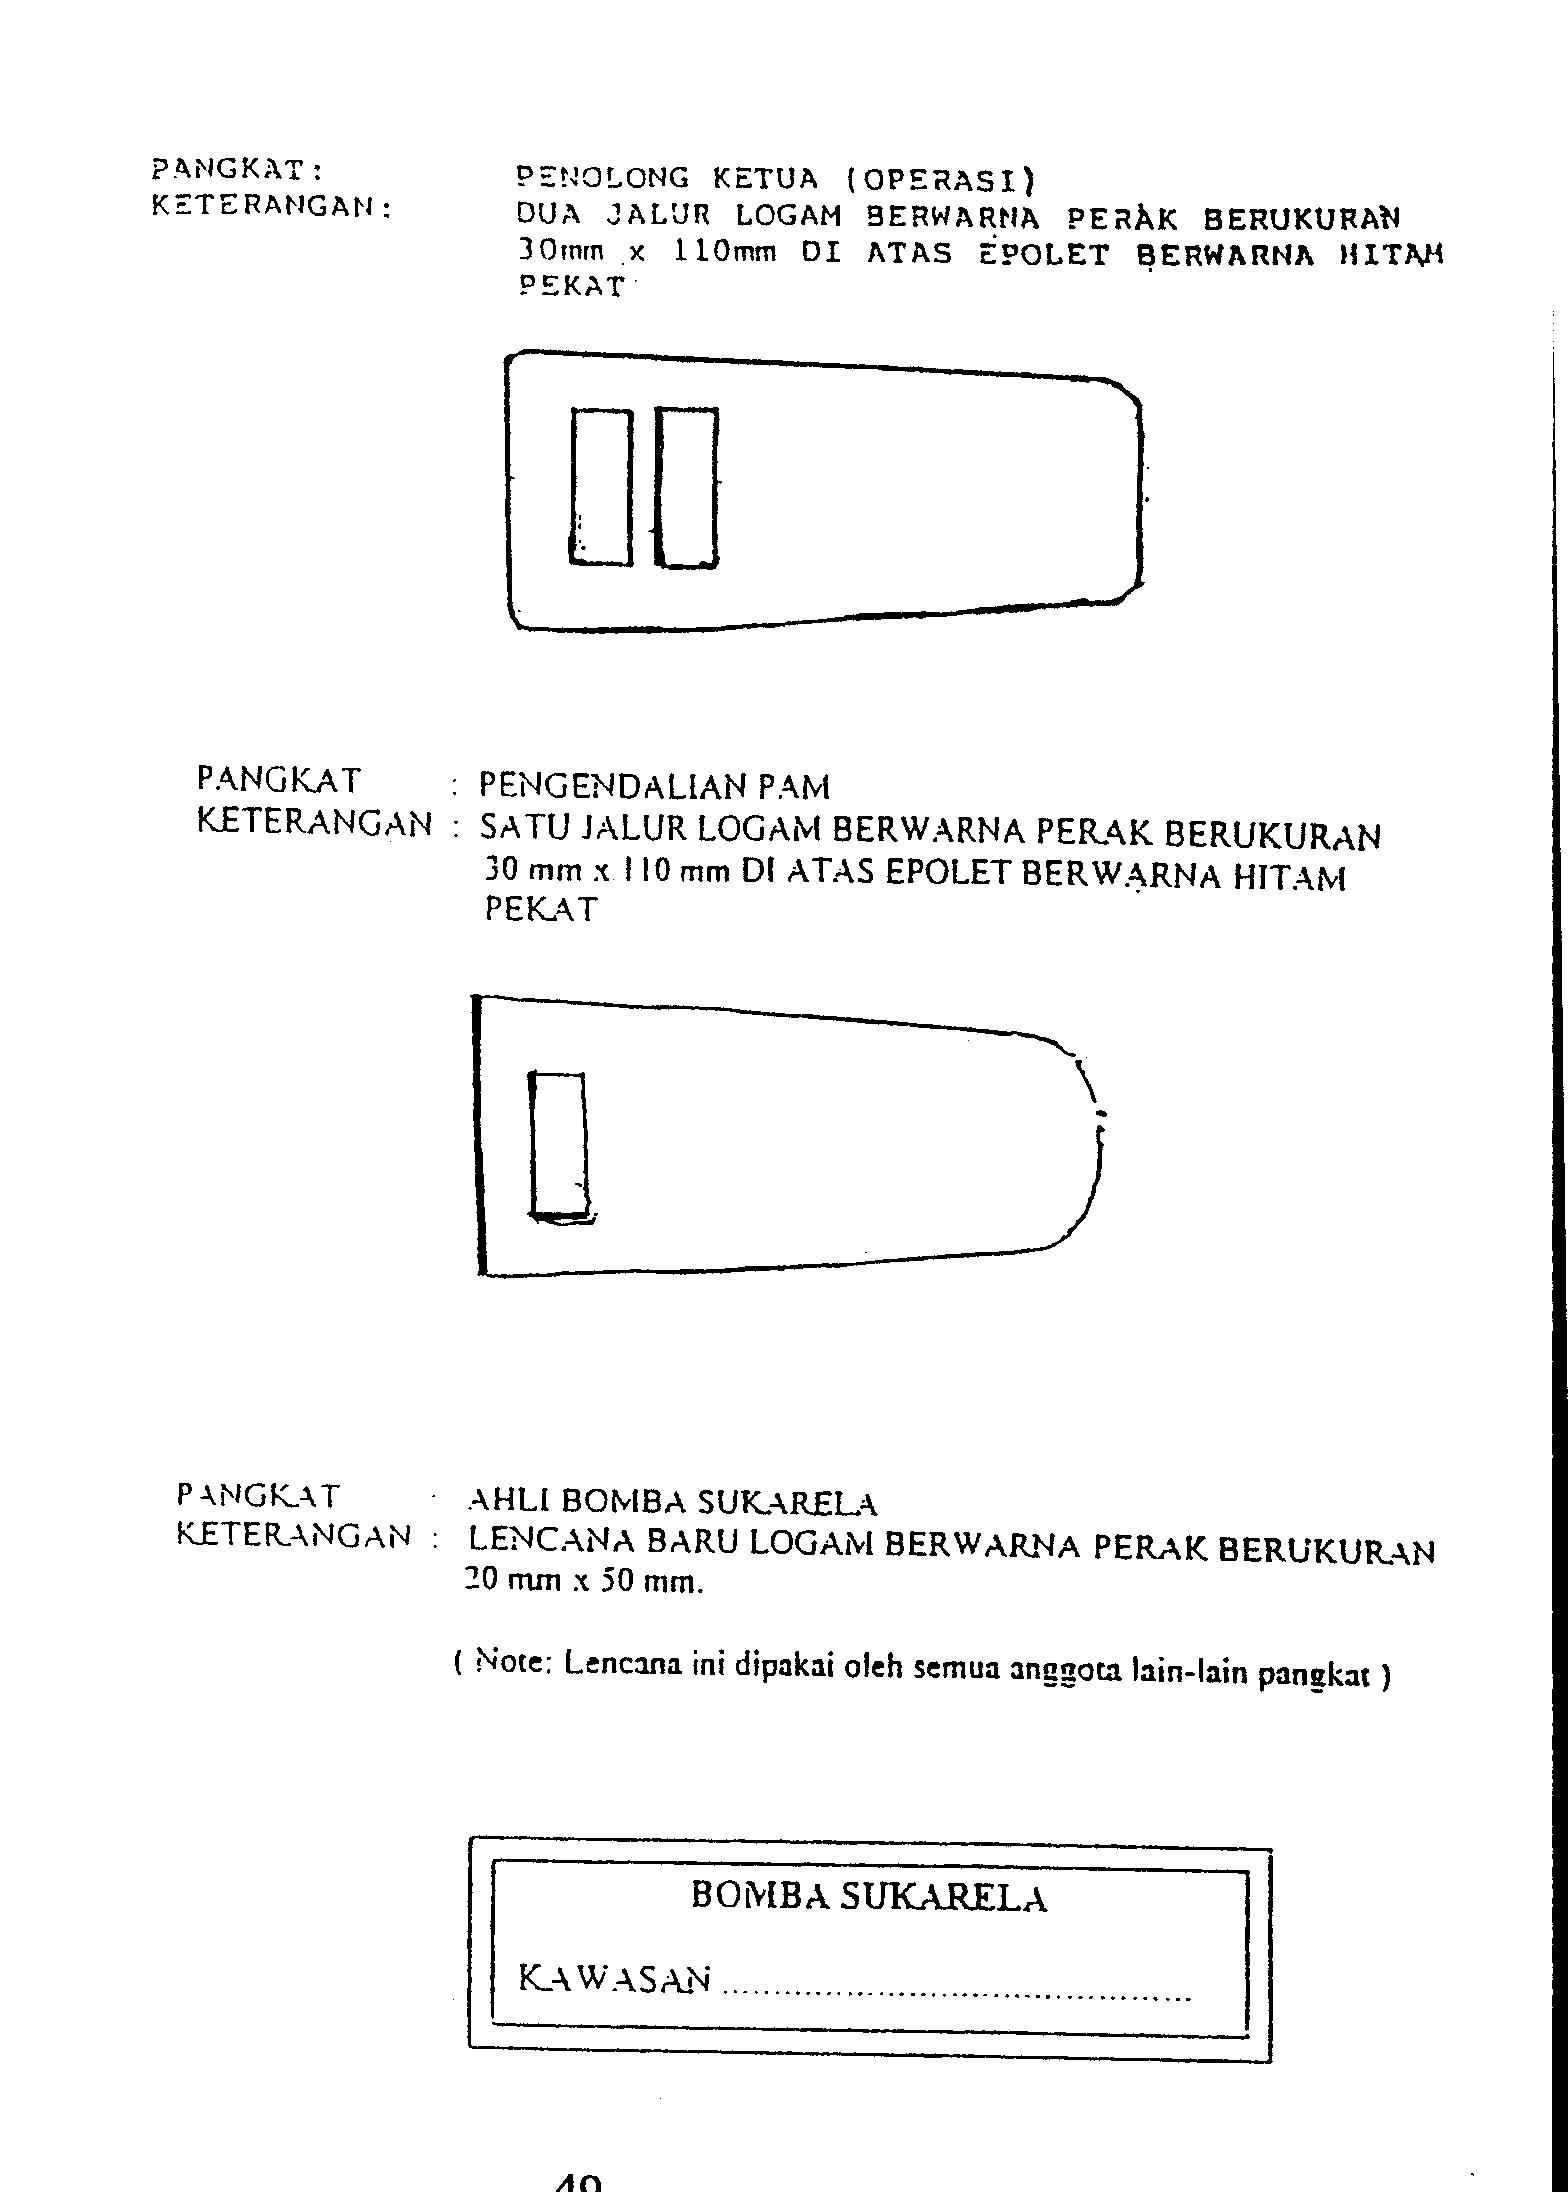 PANGKAT: PENOLONG KETUA (OPERASI)
KETERANGAN: DUA JALUR LOGAM BERWARNA PERAK BERUKURAN
30mm x 110mm DI ATAS EPOLET BERWARNA HITAM
PEKAT
PANGKAT : PENGENDALIAN PAM
KETERANGAN : SATU JALUR LOGAM BERWARNA PERAK BERUKURAN
30 mm x 110 mm DI ATAS EPOLET BERWARNA HITAM
PEKAT
PANGKAT : AHLI BOMBA SUKARELA
KETERANGAN : LENCANA BARU LOGAM BERWARNA PERAK BERUKURAN
20 mm x 50 mm.
( Note: Lencana ini dipakai oleh semua anggota lain-lain pangkat )
BOMBA SUKARELA
KAWASAN ............................................